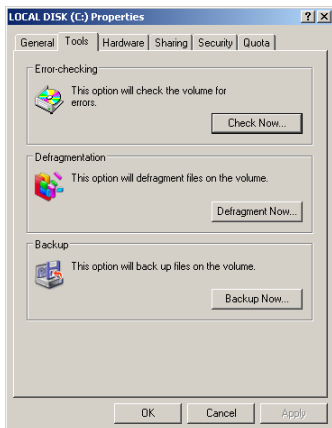 LOCAL DISK (C:) Properties
General Tools Hardware Sharing Security Quota
Error-checking
This option will check the volume for
errors.
Check Now...
Defragmentation
This option will defragment files on the volume.
Defragment Now...
Backup
This option will back up files on the volume.
Backup Now...
OK Cancel Apply